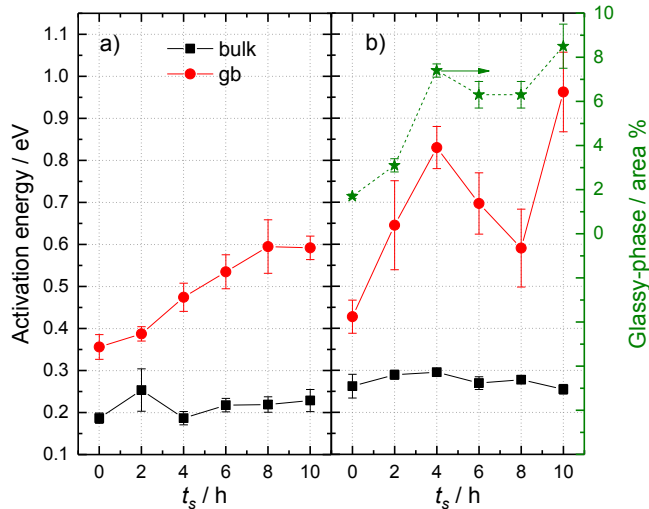 a)
bulk
gb
b)
Activation energy / eV
1.1
1.0
0.9
0.8
0.7
0.6
0.5
0.4
0.3
0.2
0.1
10
8
6
4
2
0
Glassy-phase / area %
0 2 4 6 8 10
0 2 4 6 8 10
t_s / h
t_s / h